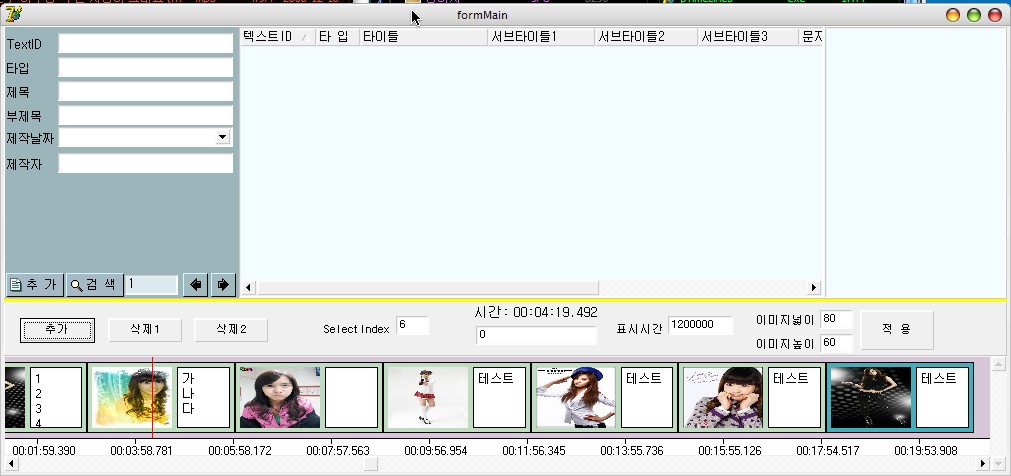 formMain
TextID
타입
제목
부제목
제작날짜
제작자
추 가
검 색
1
텍스트ID
타 입
타이틀
서브타이틀1
서브타이틀2
서브타이틀3
문자
추가
삭제1
삭제2
Select Index
6
시간: 00:04:19.492
0
표시시간
1200000
이미지넓이
80
이미지높이
60
적 용
1
2
3
4
가
나
다
테스트
테스트
테스트
테스트
00:01:59.390
00:03:58.781
00:05:58.172
00:07:57.563
00:09:56.954
00:11:56.345
00:13:55.736
00:15:55.126
00:17:54.517
00:19:53.908